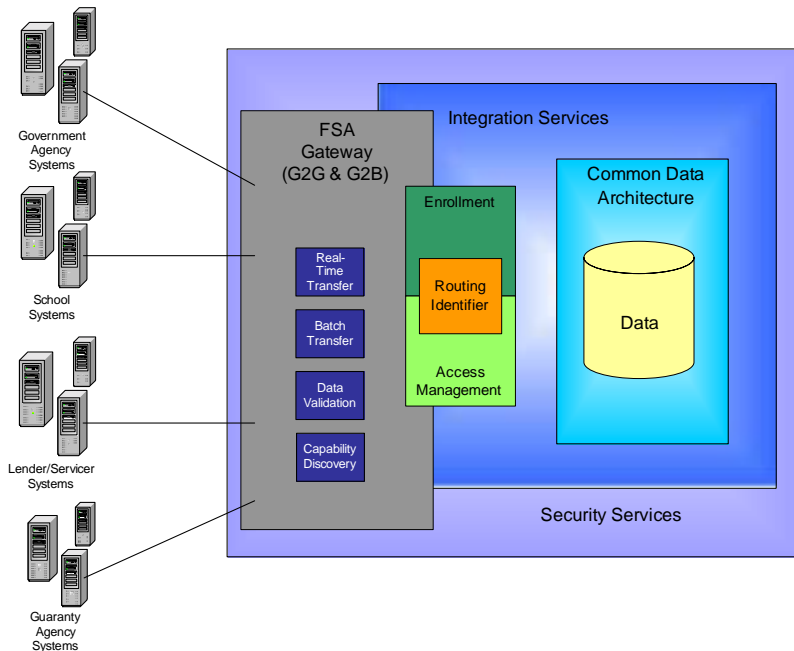 Government
Agency
Systems
School
Systems
Lender/Servicer
Systems
Guaranty
Agency
Systems
FSA
Gateway
(G2G & G2B)
Real-
Time
Transfer
Batch
Transfer
Data
Validation
Capability
Discovery
Integration Services
Enrollment
Routing
Identifier
Access
Management
Common Data
Architecture
Data
Security Services